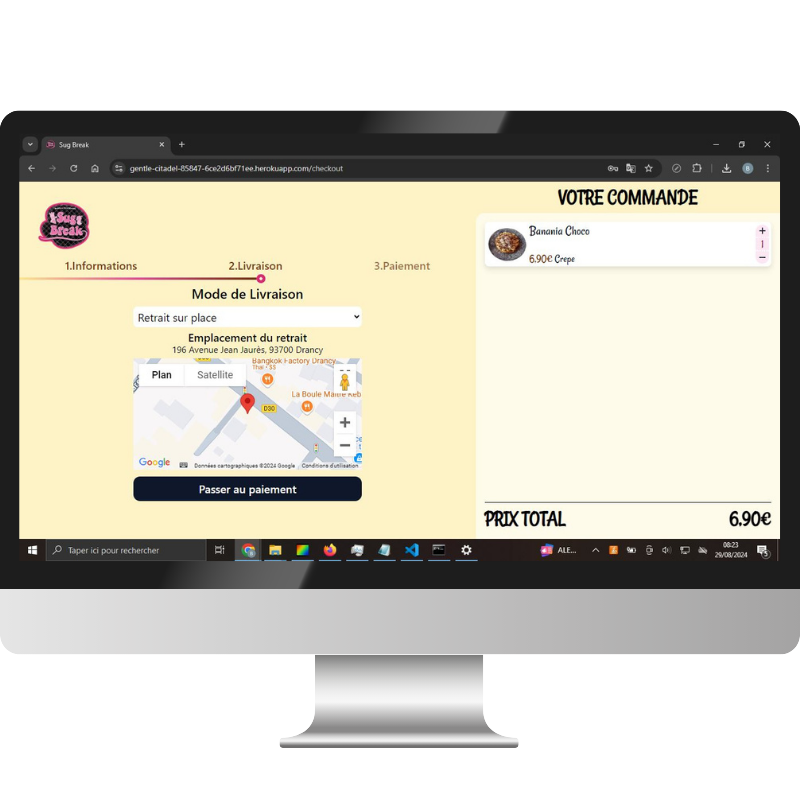 Sug Break
gentle-citadel-85847-6ce2d6bf71ee.herokuapp.com/checkout
B
Sug
Break
1.Informations
2.Livraison
3.Paiement
Mode de Livraison
Retrait sur place
Emplacement du retrait
196 Avenue Jean Jaurès, 93700 Drancy
Bangkok Factory Drancy
Thaï • $$
Plan
Satellite
La Boule Maître Keb
D30
+
−
Google
Données cartographiques ©2024 Google
Conditions d'utilisation
Passer au paiement
VOTRE COMMANDE
Banania Choco
6.90€ Crepe
+
1
−
PRIX TOTAL
6.90€
Taper ici pour rechercher
ALE...
08:23
29/08/2024